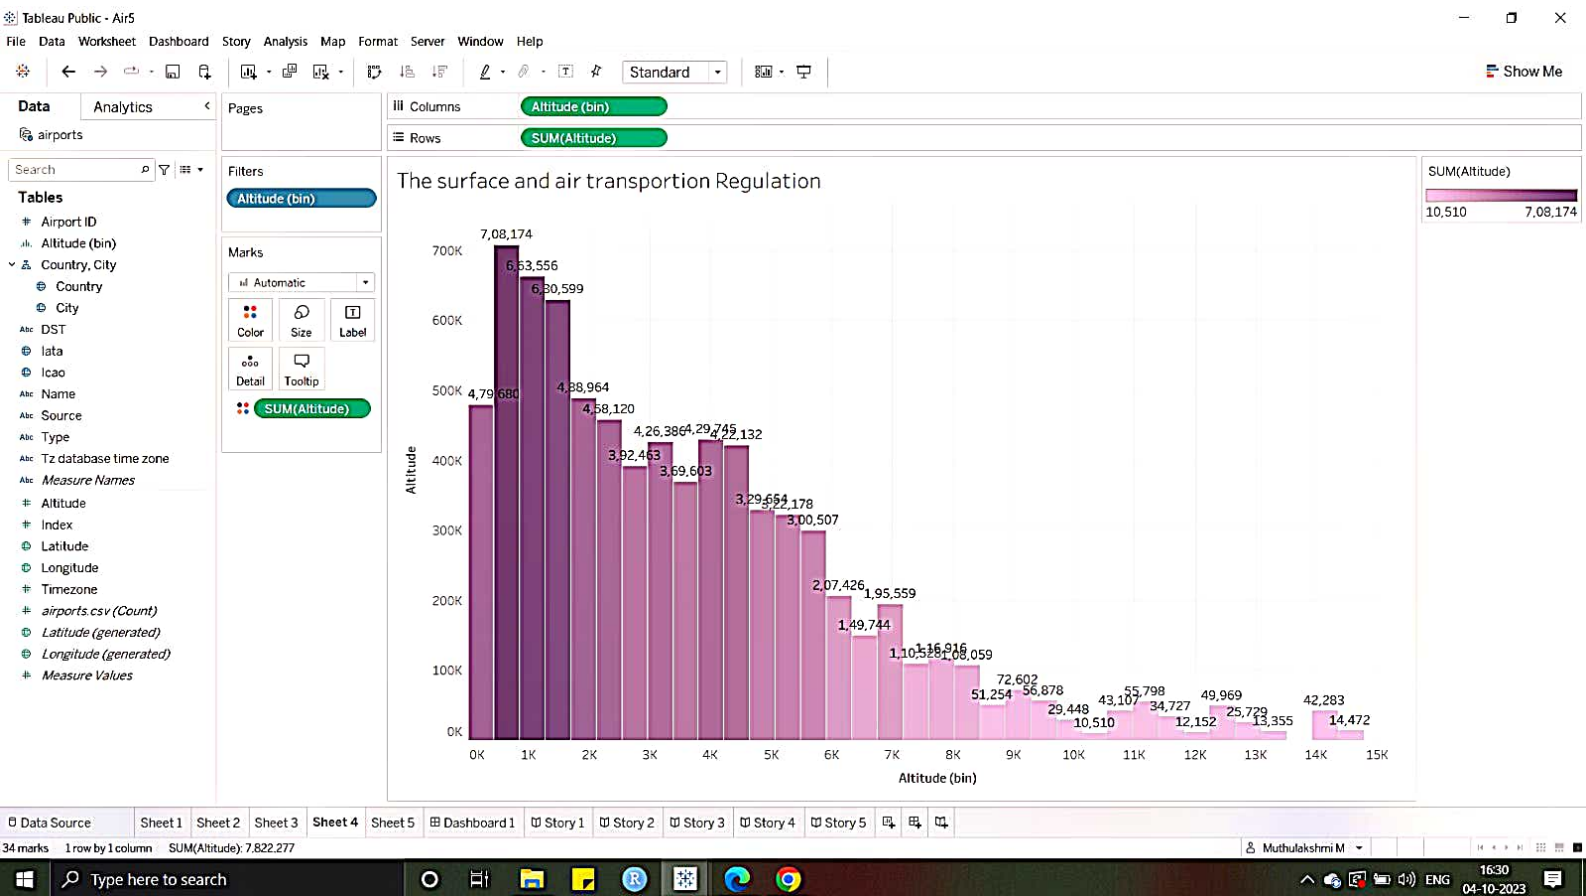 Tableau Public - Air5
File Data Worksheet Dashboard Story Analysis Map Format Server Window Help
Standard
Show Me
Data Analytics
airports
Search
Tables
Airport ID
Altitude (bin)
Country, City
Country
City
Abc DST
Iata
Icao
Abc Name
Abc Source
Abc Type
Abc Tz database time zone
Abc Measure Names
Altitude
Index
Latitude
Longitude
Timezone
airports.csv (Count)
Latitude (generated)
Longitude (generated)
Measure Values
Pages
Filters
Altitude (bin)
Marks
Automatic
Color Size Label
Detail Tooltip
SUM(Altitude)
Columns Altitude (bin)
Rows SUM(Altitude)
The surface and air transportion Regulation
SUM(Altitude)
10,510 7,08,174
Altitude
700K
600K
500K
400K
300K
200K
100K
0K
4,79,680
7,08,174
6,63,556
6,30,599
4,88,964
4,58,120
3,92,463
4,26,386
3,69,603
4,29,745
4,22,132
3,29,654
3,22,178
3,00,507
2,07,426
1,49,744
1,95,559
1,10,528
1,16,916
1,08,059
51,254
72,602
56,878
29,448
10,510
43,107
55,798
34,727
12,152
49,969
25,729
13,355
42,283
14,472
0K 1K 2K 3K 4K 5K 6K 7K 8K 9K 10K 11K 12K 13K 14K 15K
Altitude (bin)
Data Source Sheet 1 Sheet 2 Sheet 3 Sheet 4 Sheet 5 Dashboard 1 Story 1 Story 2 Story 3 Story 4 Story 5
34 marks 1 row by 1 column SUM(Altitude): 7,822,277
Muthulakshmi M
Type here to search
R
ENG
16:30
04-10-2023